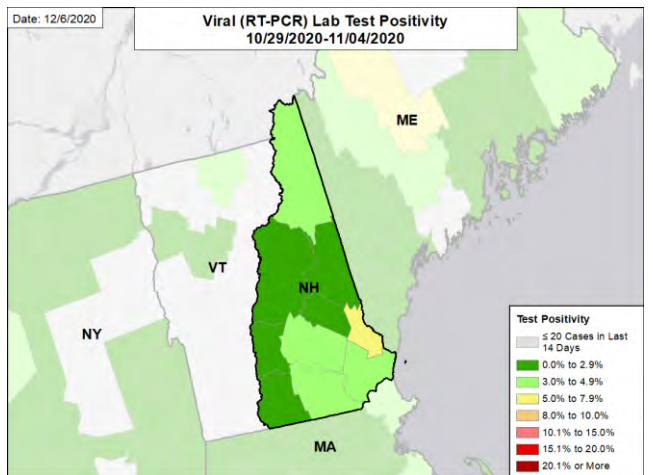 Date: 12/6/2020
Viral (RT-PCR) Lab Test Positivity
10/29/2020-11/04/2020
ME
VT
NH
NY
MA
Test Positivity
≤ 20 Cases in Last
14 Days
0.0% to 2.9%
3.0% to 4.9%
5.0% to 7.9%
8.0% to 10.0%
10.1% to 15.0%
15.1% to 20.0%
20.1% or More